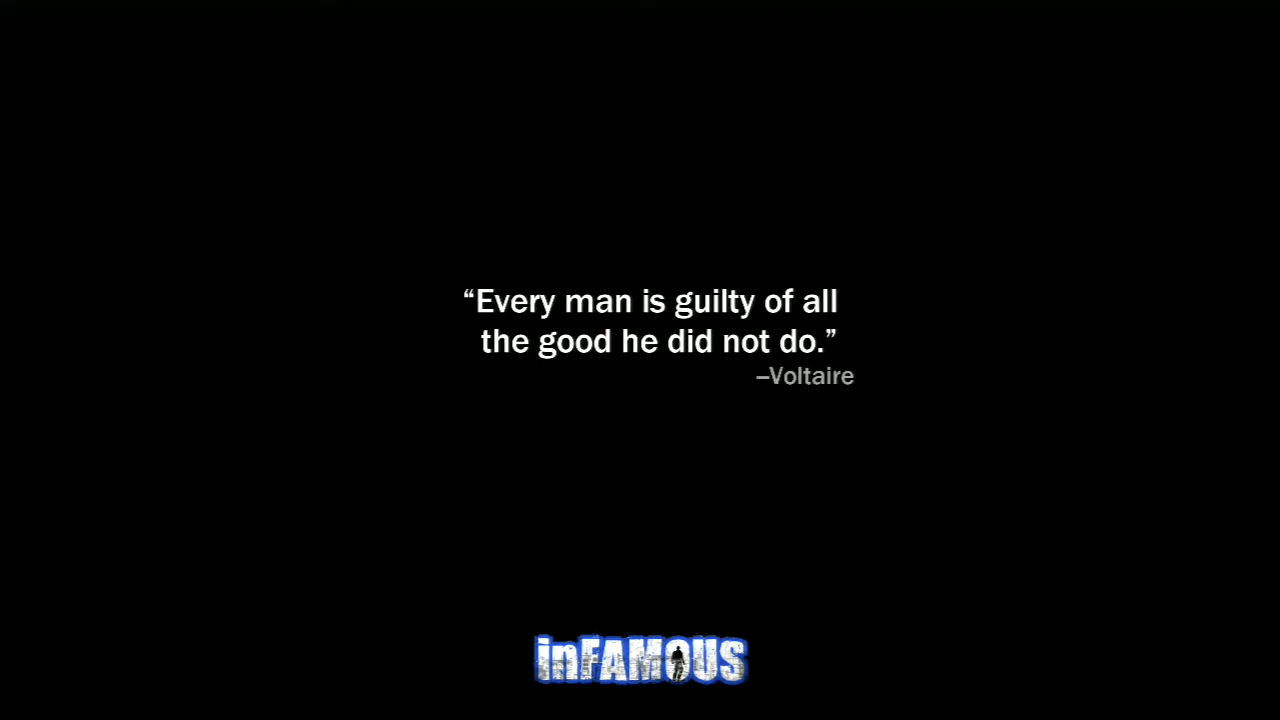 “Every man is guilty of all
the good he did not do.”
–Voltaire
inFAMOUS